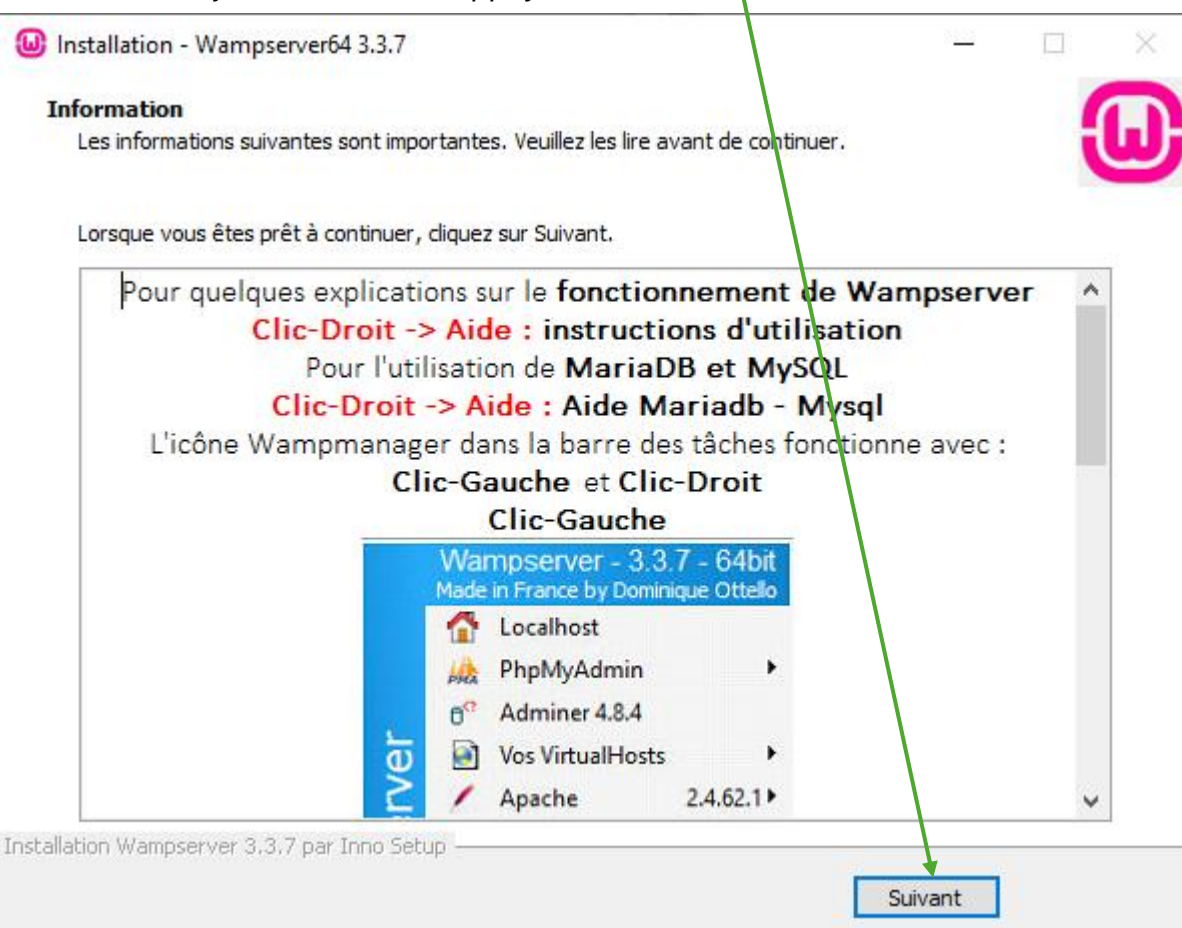 Installation - Wampserver64 3.3.7
Information
Les informations suivantes sont importantes. Veuillez les lire avant de continuer.
Lorsque vous êtes prêt à continuer, cliquez sur Suivant.
Pour quelques explications sur le fonctionnement de Wampserver
Clic-Droit -> Aide : instructions d'utilisation
Pour l'utilisation de MariaDB et MySQL
Clic-Droit -> Aide : Aide Mariadb - Mysql
L'icône Wampmanager dans la barre des tâches fonctionne avec :
Clic-Gauche et Clic-Droit
Clic-Gauche
Wampserver - 3.3.7 - 64bit
Made in France by Dominique Ottello
Localhost
PhpMyAdmin
Adminer 4.8.4
Vos VirtualHosts
Apache 2.4.62.1
Installation Wampserver 3.3.7 par Inno Setup
Suivant